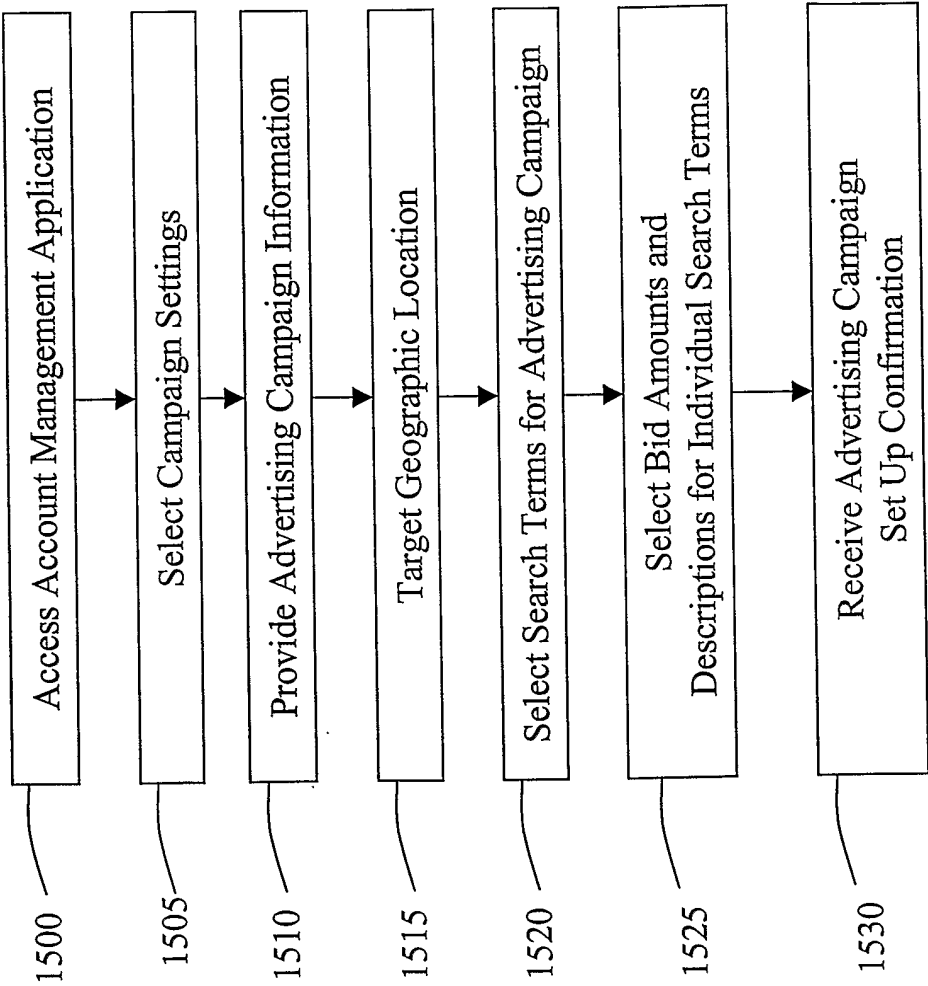 1500
Access Account Management Application
1505
Select Campaign Settings
1510
Provide Advertising Campaign Information
1515
Target Geographic Location
1520
Select Search Terms for Advertising Campaign
1525
Select Bid Amounts and
Descriptions for Individual Search Terms
1530
Receive Advertising Campaign
Set Up Confirmation